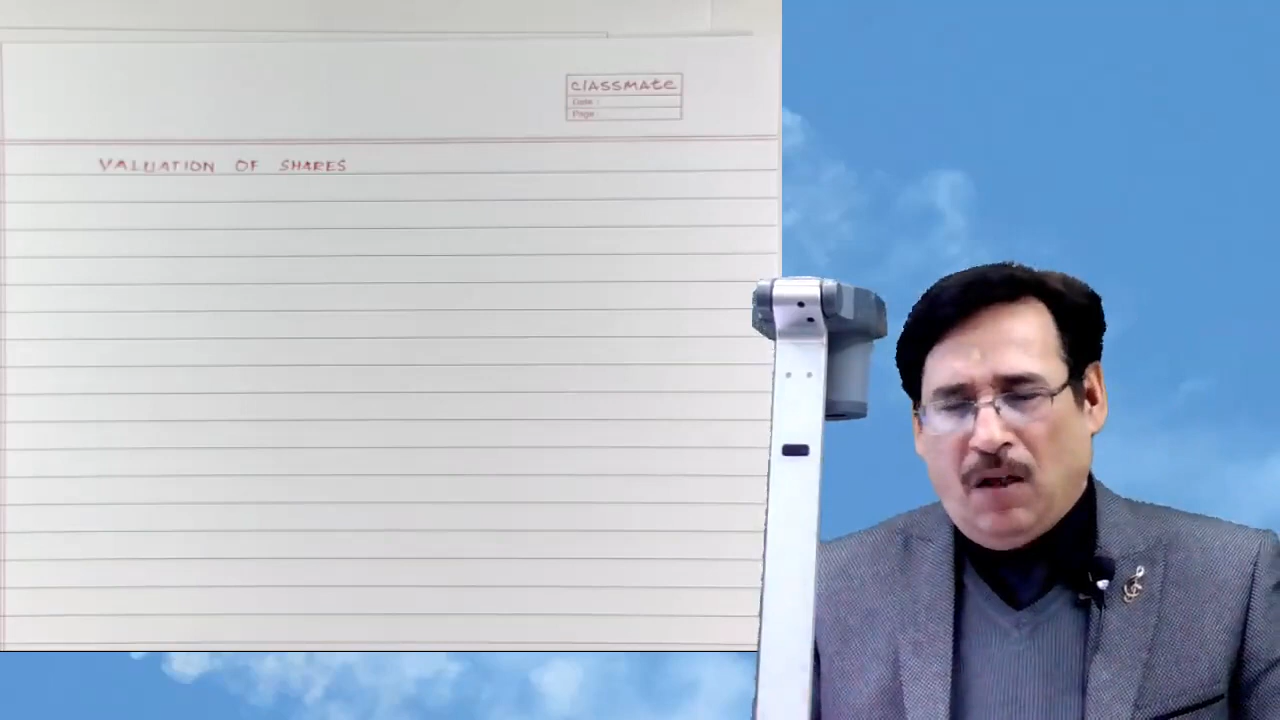 classmate
Date :
Page :
VALUATION OF SHARES